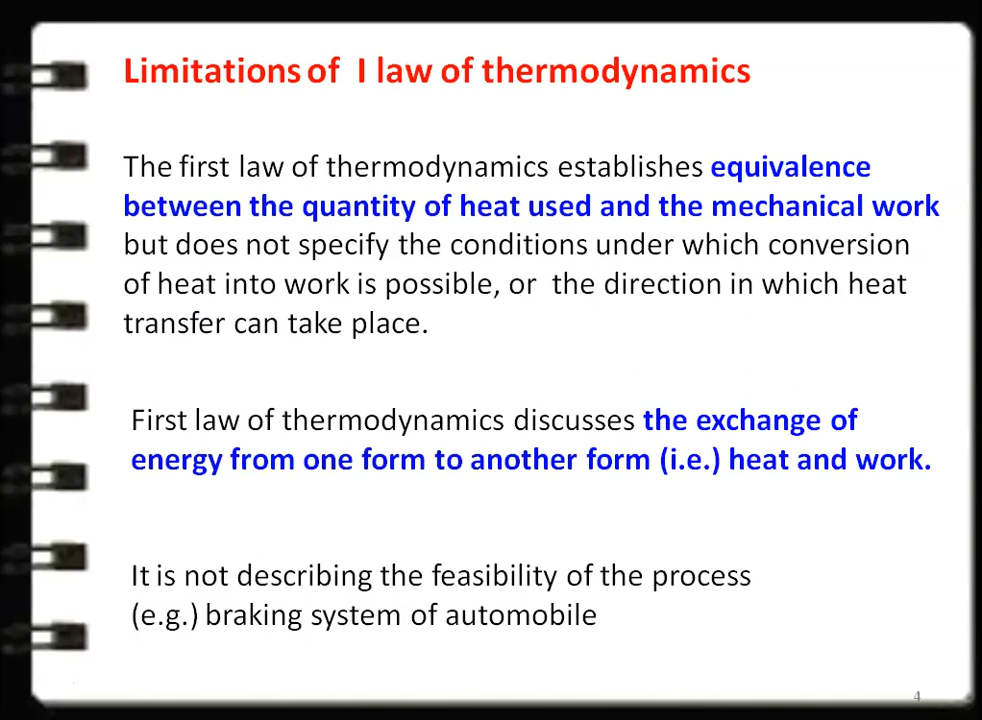 Limitations of I law of thermodynamics
The first law of thermodynamics establishes equivalence
between the quantity of heat used and the mechanical work
but does not specify the conditions under which conversion
of heat into work is possible, or the direction in which heat
transfer can take place.
First law of thermodynamics discusses the exchange of
energy from one form to another form (i.e.) heat and work.
It is not describing the feasibility of the process
(e.g.) braking system of automobile
4